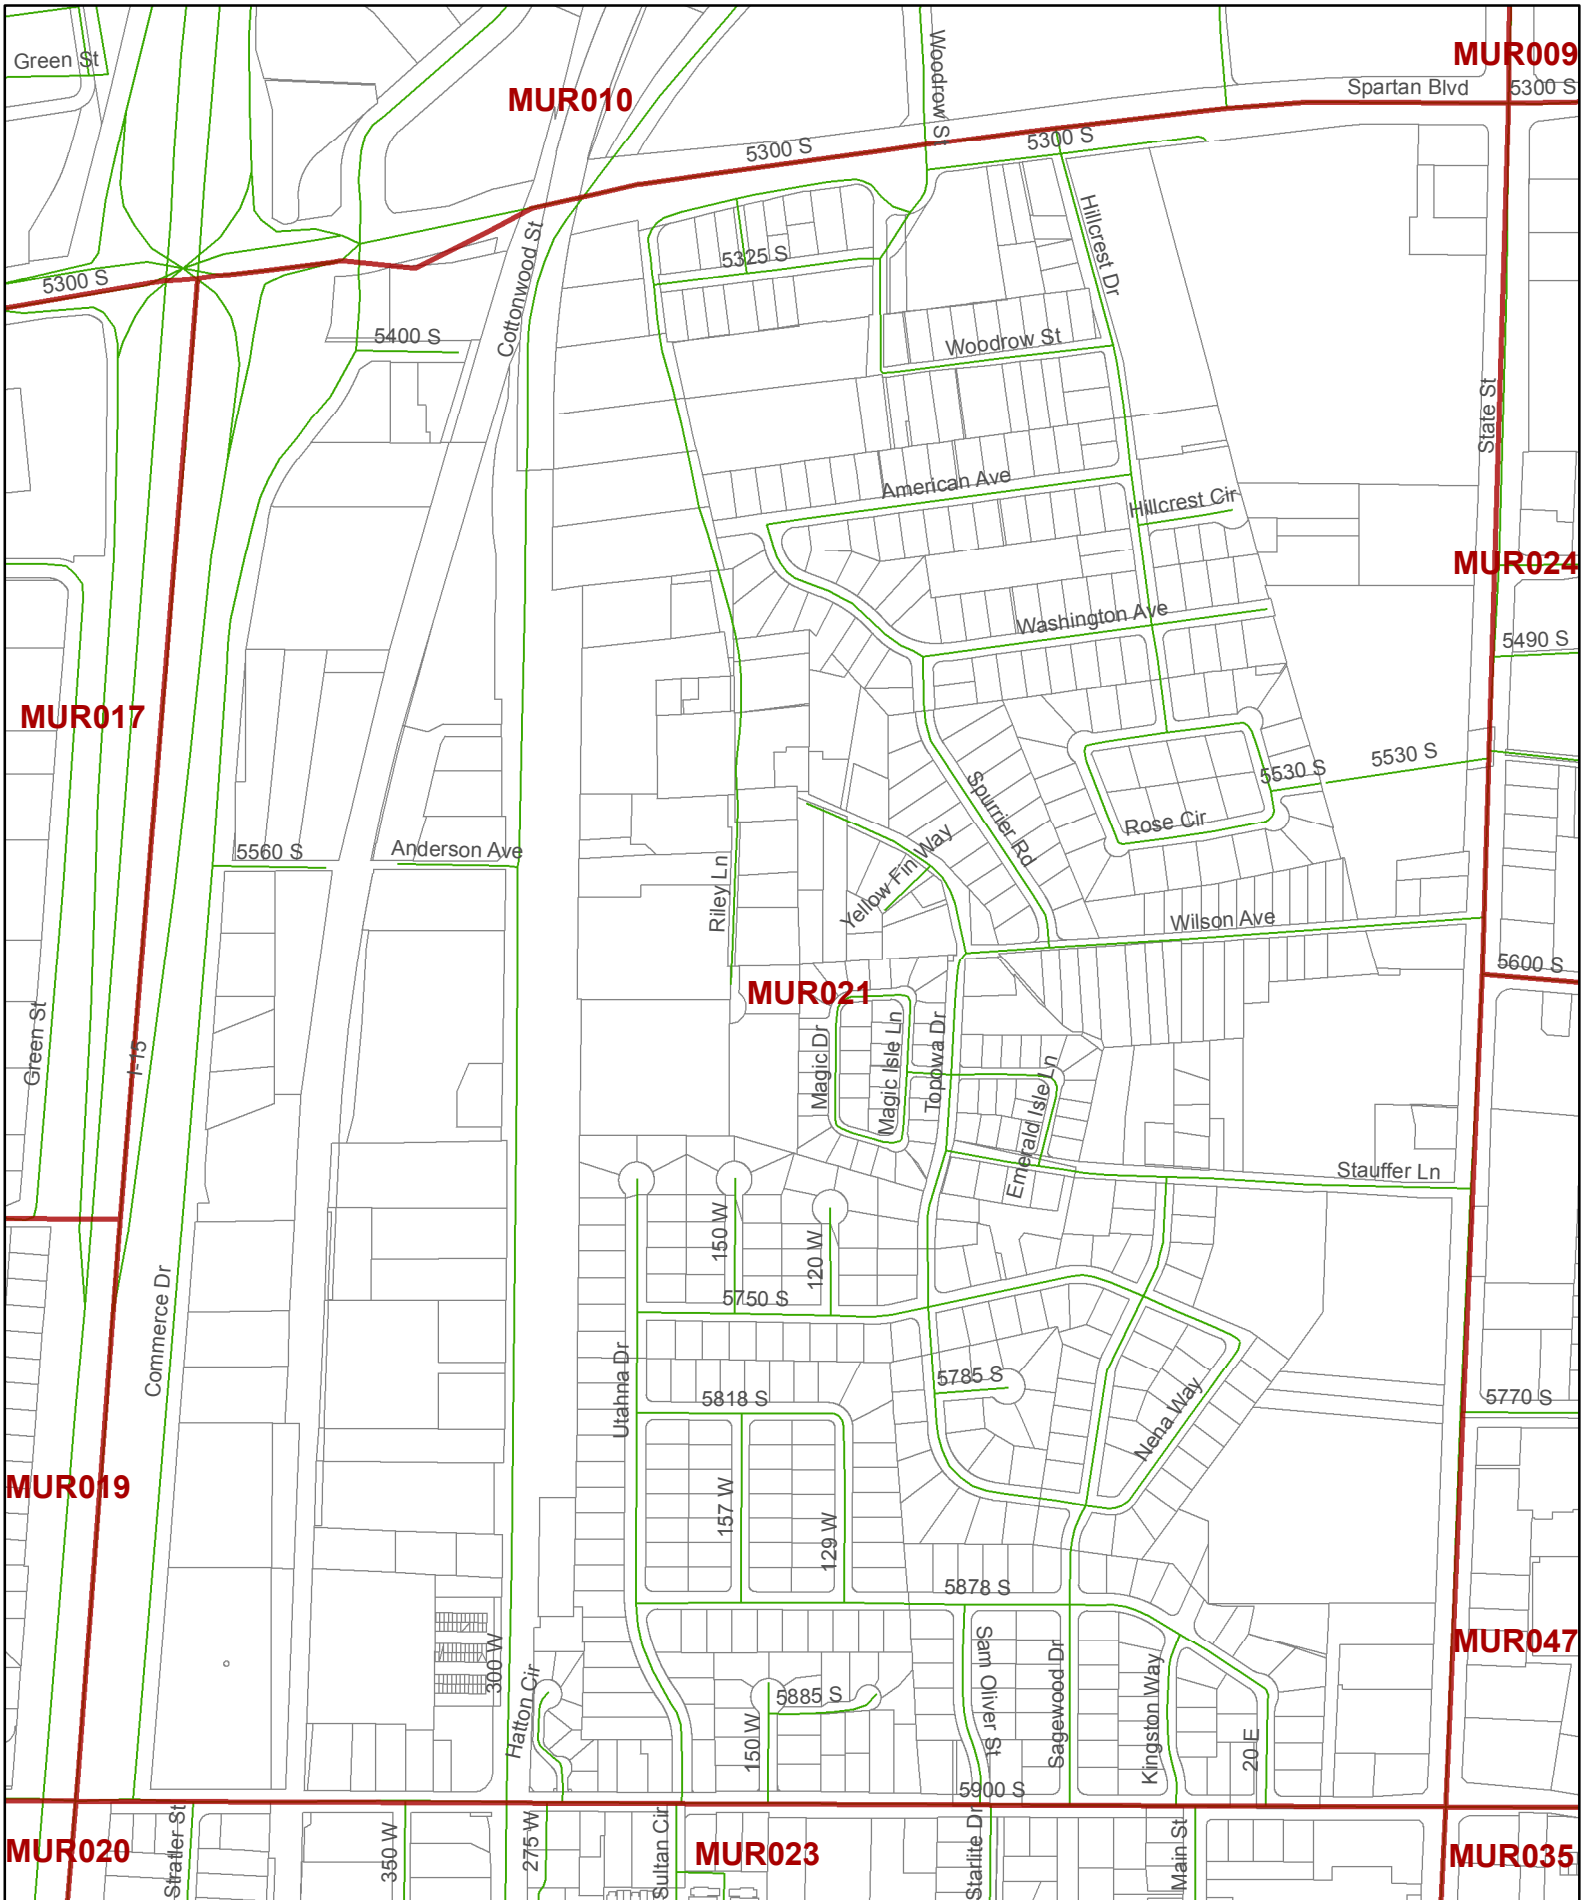 MUR009
Green St
Spartan Blvd
5300 S
MUR010
Woodrow St
5300 S
5300 S
Hillcrest Dr
5325 S
5300 S
Cottonwood St
5400 S
Woodrow St
State St
American Ave
Hillcrest Cir
MUR024
Washington Ave
5490 S
MUR017
5530 S
5530 S
Spurrier Rd
Rose Cir
5560 S
Anderson Ave
Yellow Fin Way
Riley Ln
Wilson Ave
5600 S
MUR021
Green St
I-15
Magic Dr
Magic Isle Ln
Topowa Dr
Emerald Isle Ln
Stauffer Ln
150 W
120 W
5750 S
Commerce Dr
Utahna Dr
5785 S
5818 S
5770 S
Nena Way
MUR019
157 W
129 W
5878 S
MUR047
300 W
Hatton Cir
5885 S
150 W
Sam Oliver St
Sagewood Dr
Kingston Way
20 E
5900 S
MUR020
Stratler St
350 W
275 W
Sultan Cir
MUR023
Starlite Dr
Main St
MUR035